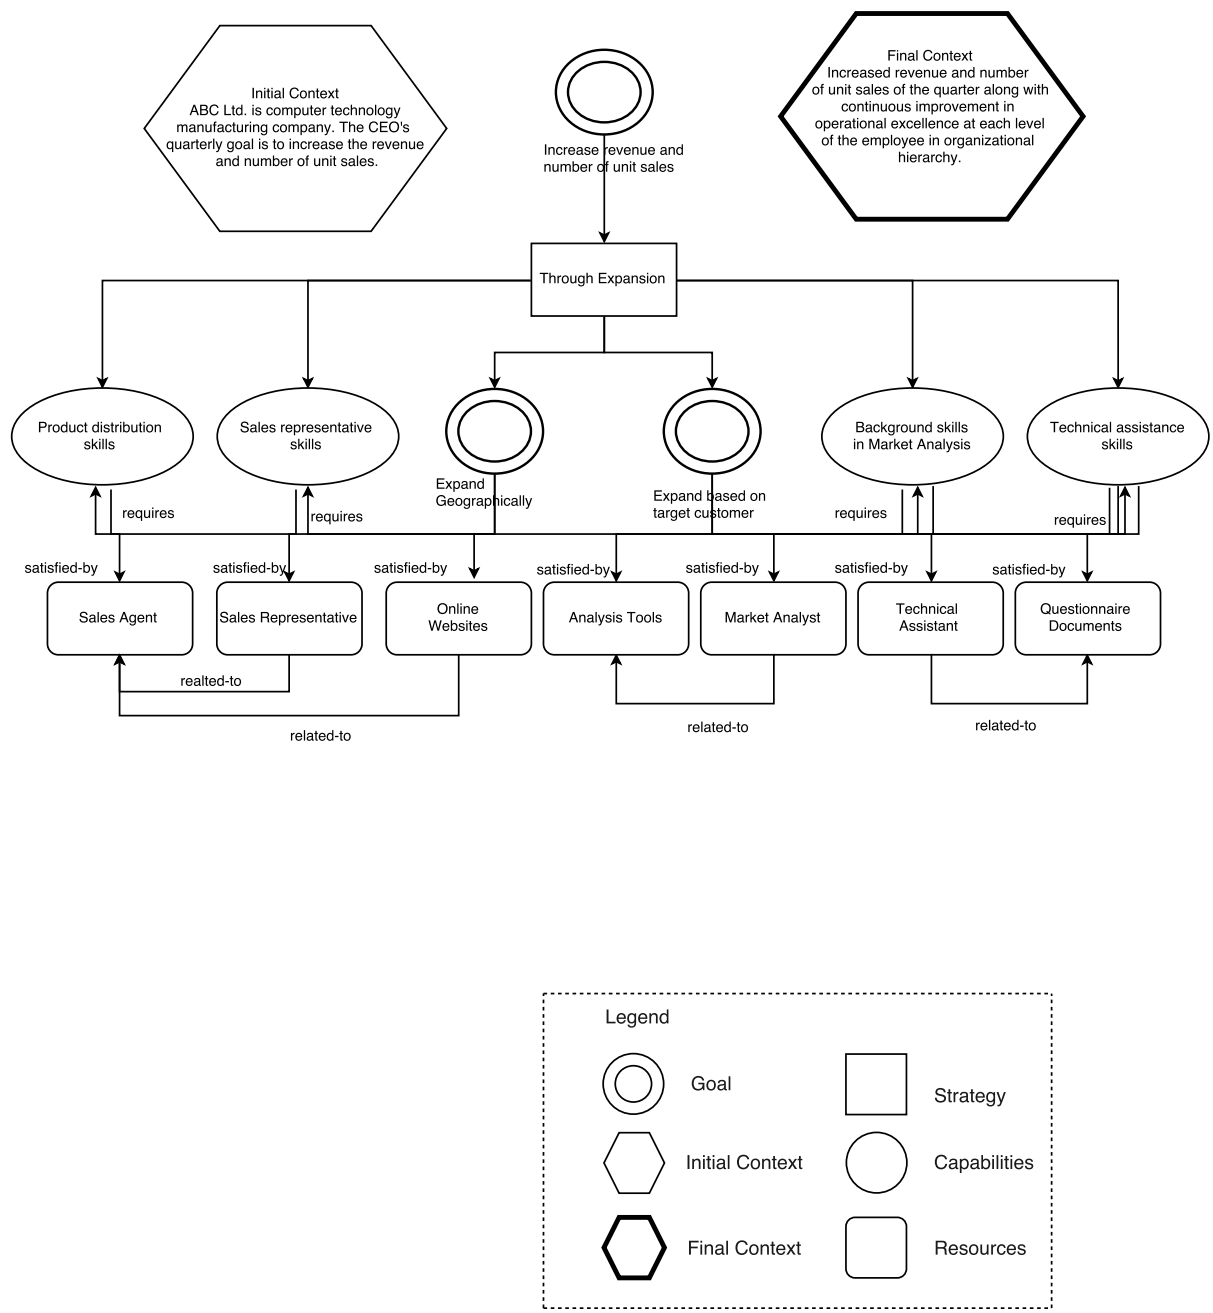 Initial Context
ABC Ltd. is computer technology
manufacturing company. The CEO's
quarterly goal is to increase the revenue
and number of unit sales.
Increase revenue and
number of unit sales
Final Context
Increased revenue and number
of unit sales of the quarter along with
continuous improvement in
operational excellence at each level
of the employee in organizational
hierarchy.
Through Expansion
Product distribution
skills
Sales representative
skills
Expand
Geographically
Expand based on
target customer
Background skills
in Market Analysis
Technical assistance
skills
requires
requires
requires
requires
satisfied-by
satisfied-by
satisfied-by
satisfied-by
satisfied-by
satisfied-by
satisfied-by
Sales Agent
Sales Representative
Online
Websites
Analysis Tools
Market Analyst
Technical
Assistant
Questionnaire
Documents
realted-to
related-to
related-to
related-to
Legend
Goal
Strategy
Initial Context
Capabilities
Final Context
Resources